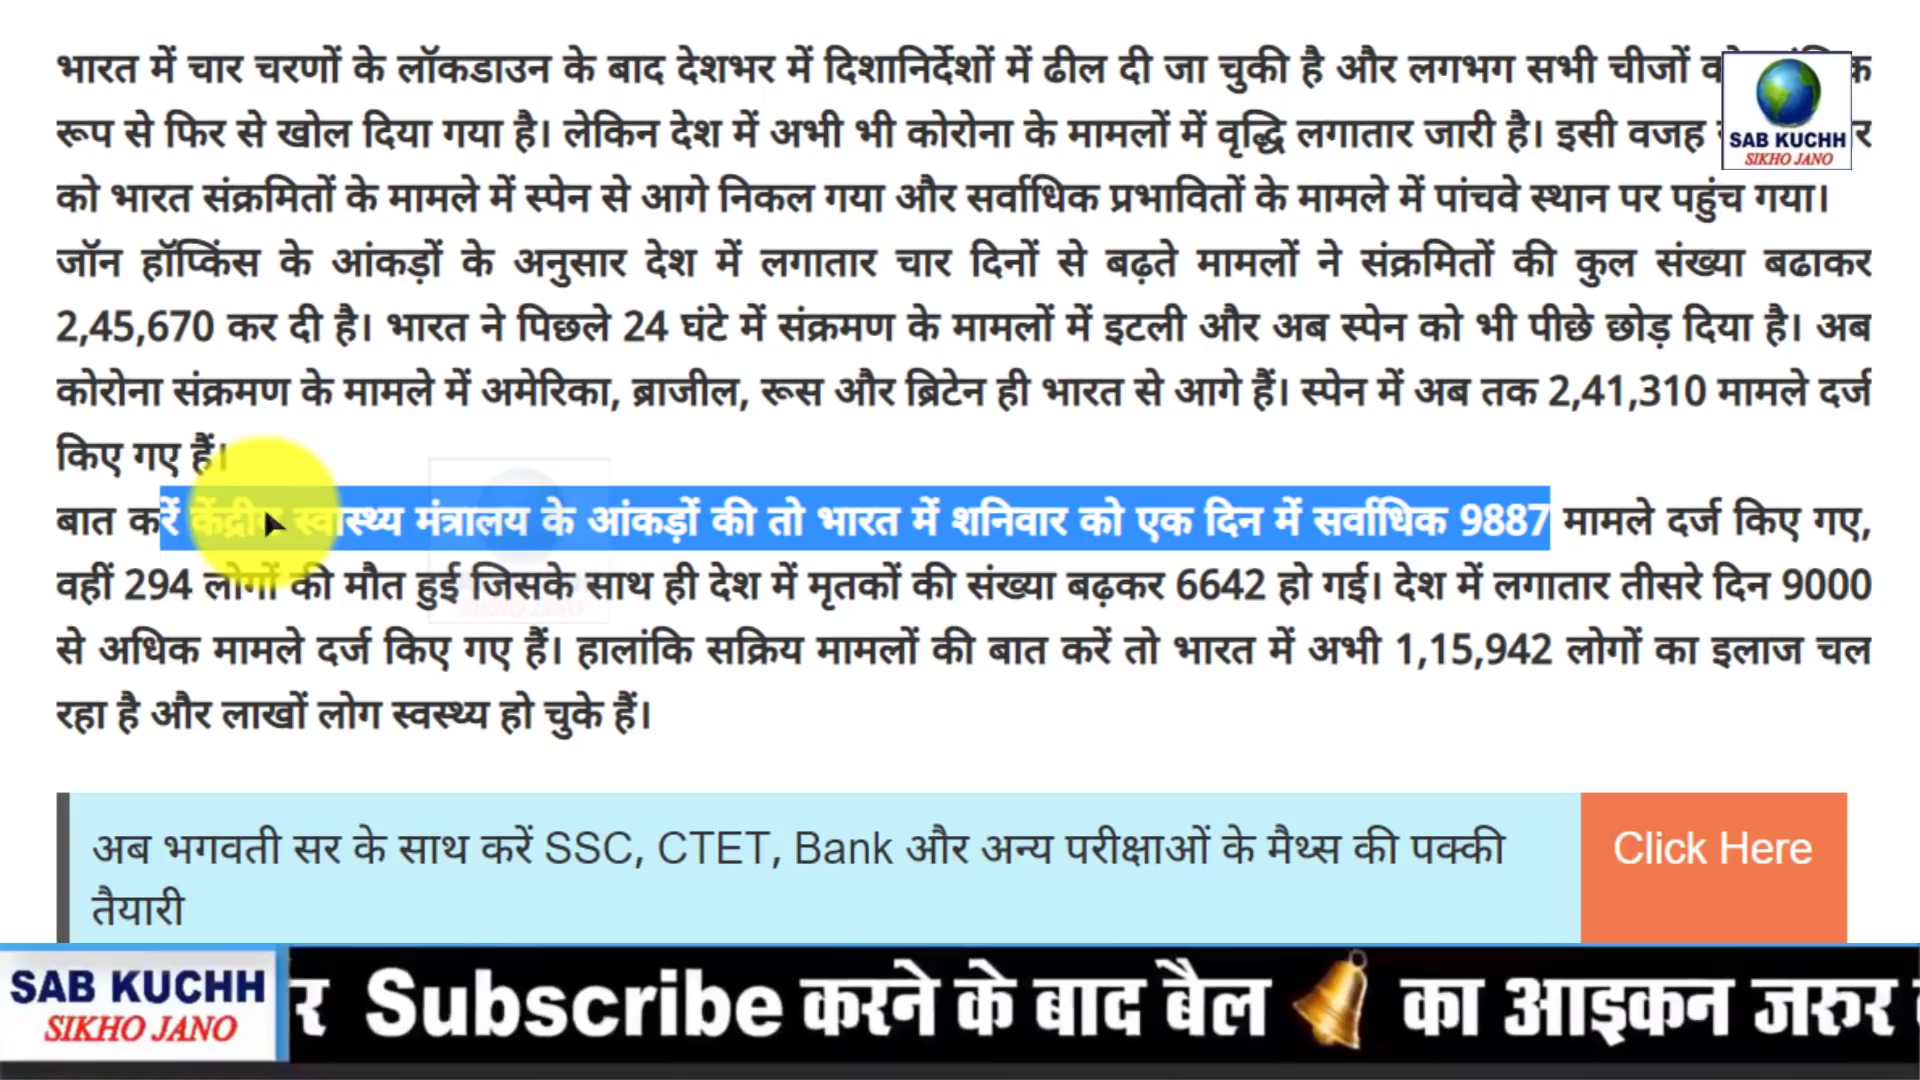 भारत में चार चरणों के लॉकडाउन के बाद देशभर में दिशानिर्देशों में ढील दी जा चुकी है और लगभग सभी चीजों
रूप से फिर से खोल दिया गया है। लेकिन देश में अभी भी कोरोना के मामलों में वृद्धि लगातार जारी है। इसी वजह
को भारत संक्रमितों के मामले में स्पेन से आगे निकल गया और सर्वाधिक प्रभावितों के मामले में पांचवे स्थान पर पहुंच गया।
जॉन हॉप्किंस के आंकड़ों के अनुसार देश में लगातार चार दिनों से बढ़ते मामलों ने संक्रमितों की कुल संख्या बढाकर
2,45,670 कर दी है। भारत ने पिछले 24 घंटे में संक्रमण के मामलों में इटली और अब स्पेन को भी पीछे छोड़ दिया है। अब
कोरोना संक्रमण के मामले में अमेरिका, ब्राजील, रूस और ब्रिटेन ही भारत से आगे हैं। स्पेन में अब तक 2,41,310 मामले दर्ज
किए गए हैं।
बात करें केंद्रीय स्वास्थ्य मंत्रालय के आंकड़ों की तो भारत में शनिवार को एक दिन में सर्वाधिक 9887 मामले दर्ज किए गए,
वहीं 294 लोगों की मौत हुई जिसके साथ ही देश में मृतकों की संख्या बढ़कर 6642 हो गई। देश में लगातार तीसरे दिन 9000
से अधिक मामले दर्ज किए गए हैं। हालांकि सक्रिय मामलों की बात करें तो भारत में अभी 1,15,942 लोगों का इलाज चल
रहा है और लाखों लोग स्वस्थ्य हो चुके हैं।
SAB KUCHH
SIKHO JANO
अब भगवती सर के साथ करें SSC, CTET, Bank और अन्य परीक्षाओं के मैथ्स की पक्की
तैयारी
Click Here
SAB KUCHH
SIKHO JANO
र Subscribe करने के बाद बैल का आइकन जरूर